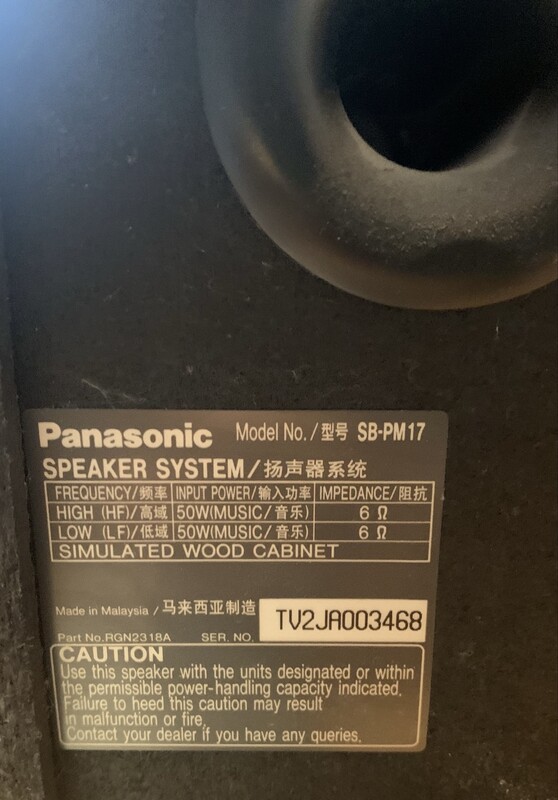 Panasonic Model No./型号 SB-PM17
SPEAKER SYSTEM/扬声器系统
FREQUENCY/频率 INPUT POWER/输入功率 IMPEDANCE/阻抗
HIGH (HF)/高域 50W(MUSIC/音乐) 6 Ω
LOW (LF)/低域 50W(MUSIC/音乐) 6 Ω
SIMULATED WOOD CABINET
Made in Malaysia / 马来西亚制造 TV2JA003468
Part No.RGN2318A SER. NO.
CAUTION
Use this speaker with the units designated or within
the permissible power-handling capacity indicated.
Failure to heed this caution may result
in malfunction or fire.
Contact your dealer if you have any queries.